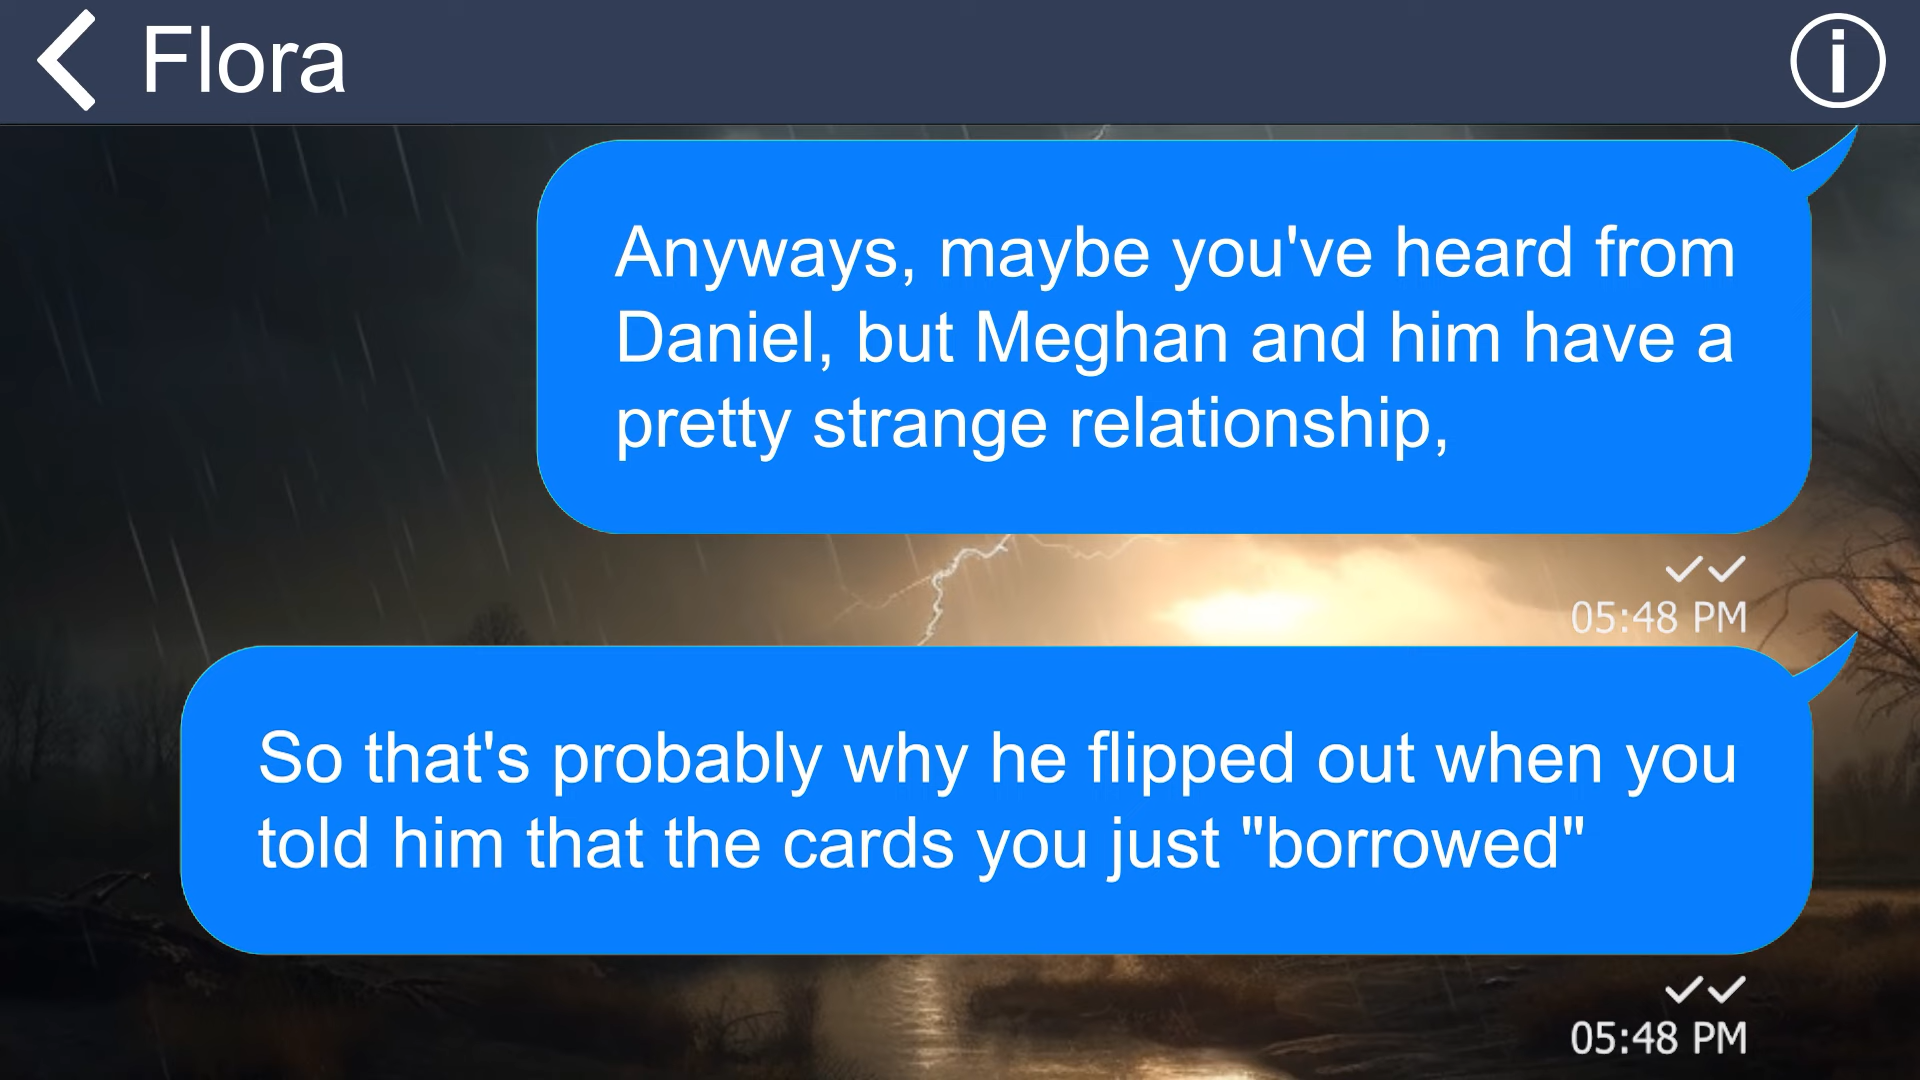 Flora
Anyways, maybe you've heard from
Daniel, but Meghan and him have a
pretty strange relationship,
05:48 PM
So that's probably why he flipped out when you
told him that the cards you just "borrowed"
05:48 PM